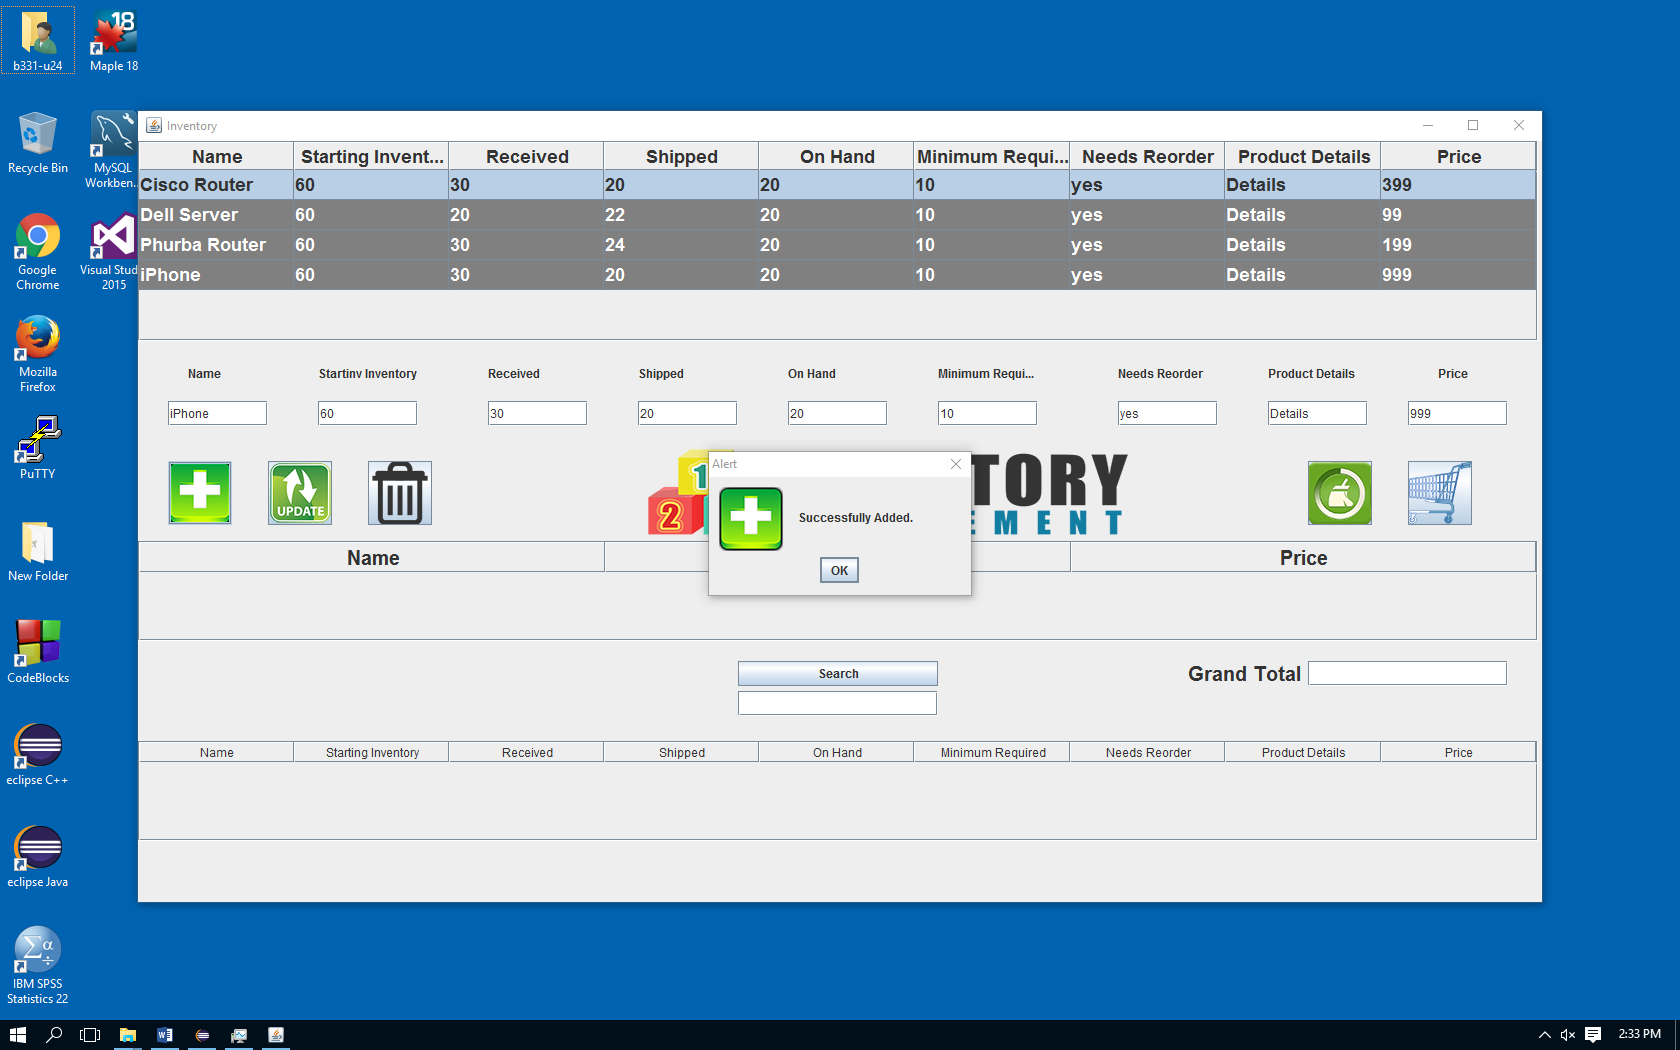 b331-u24
Maple 18
18
Recycle Bin
MySQL
Workben...
Google
Chrome
Visual Stud
2015
Mozilla
Firefox
PuTTY
New Folder
CodeBlocks
eclipse C++
eclipse Java
IBM SPSS
Statistics 22
Inventory
Name Starting Invent... Received Shipped On Hand Minimum Requi... Needs Reorder Product Details Price
Cisco Router 60 30 20 20 10 yes Details 399
Dell Server 60 20 22 20 10 yes Details 99
Phurba Router 60 30 24 20 10 yes Details 199
iPhone 60 30 20 20 10 yes Details 999
Name Startinv Inventory Received Shipped On Hand Minimum Requi... Needs Reorder Product Details Price
iPhone 60 30 20 20 10 yes Details 999
UPDATE
1
2
TORY
EMENT
Alert
Successfully Added.
OK
Name Price
Search
Grand Total
Name Starting Inventory Received Shipped On Hand Minimum Required Needs Reorder Product Details Price
2:33 PM